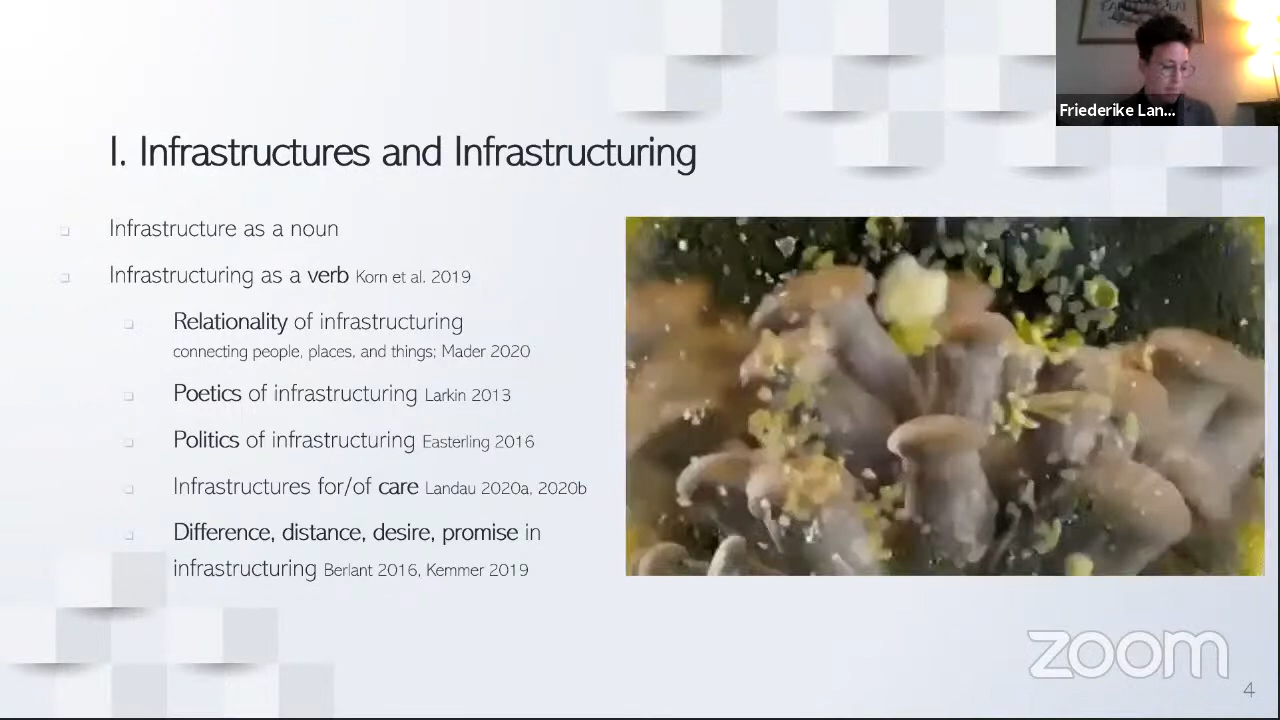 Friederike Lan...
I. Infrastructures and Infrastructuring
Infrastructure as a noun
Infrastructuring as a verb Korn et al. 2019
Relationality of infrastructuring
connecting people, places, and things; Mader 2020
Poetics of infrastructuring Larkin 2013
Politics of infrastructuring Easterling 2016
Infrastructures for/of care Landau 2020a, 2020b
Difference, distance, desire, promise in
infrastructuring Berlant 2016, Kemmer 2019
zoom
4